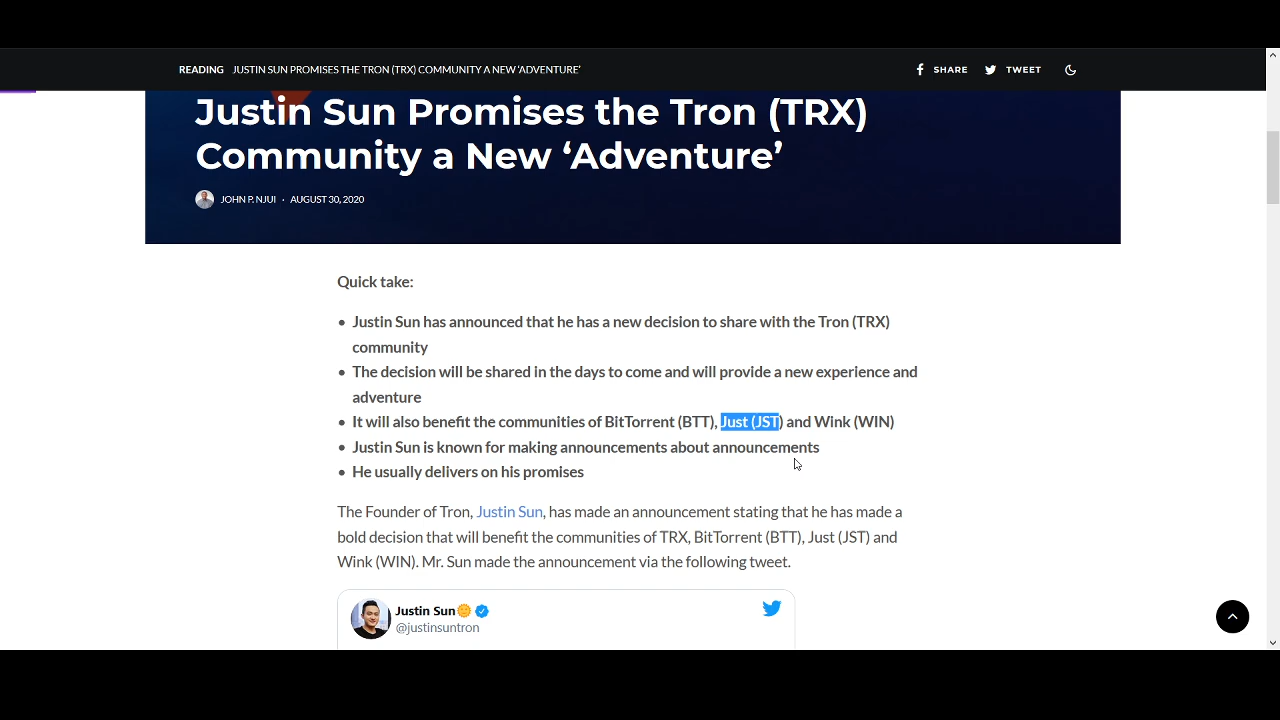 READING JUSTIN SUN PROMISES THE TRON (TRX) COMMUNITY A NEW ‘ADVENTURE’ SHARE TWEET
Justin Sun Promises the Tron (TRX)
Community a New ‘Adventure’
JOHN P. NJUI · AUGUST 30, 2020
Quick take:
• Justin Sun has announced that he has a new decision to share with the Tron (TRX)
community
• The decision will be shared in the days to come and will provide a new experience and
adventure
• It will also benefit the communities of BitTorrent (BTT), Just (JST) and Wink (WIN)
• Justin Sun is known for making announcements about announcements
• He usually delivers on his promises
The Founder of Tron, Justin Sun, has made an announcement stating that he has made a
bold decision that will benefit the communities of TRX, BitTorrent (BTT), Just (JST) and
Wink (WIN). Mr. Sun made the announcement via the following tweet.
Justin Sun
@justinsuntron